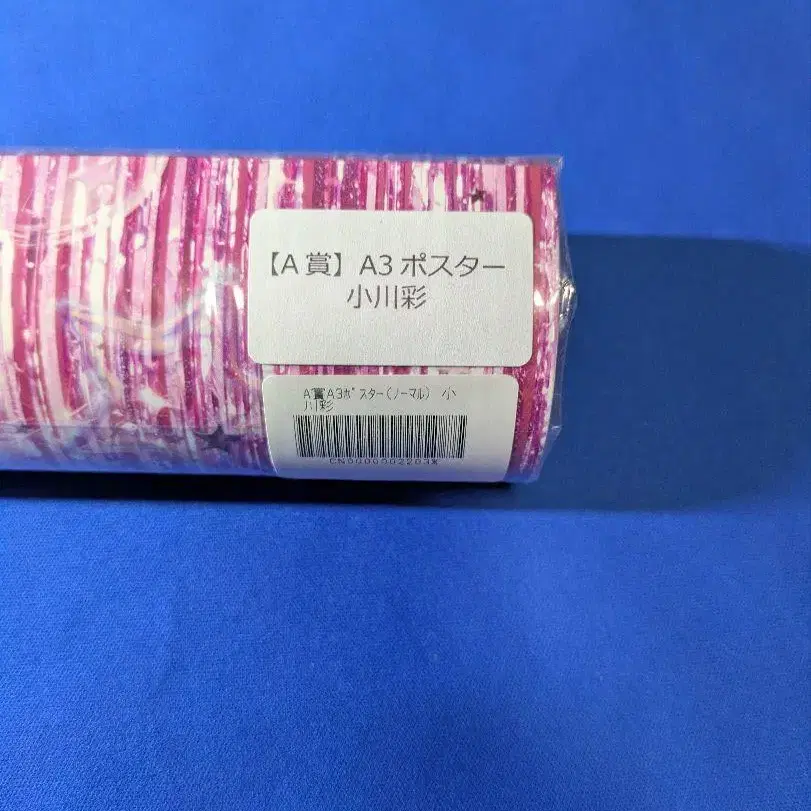 【A賞】A3ポスター
小川彩
A賞A3ﾎﾟｽﾀｰ(ﾉｰﾏﾙ) 小
川彩